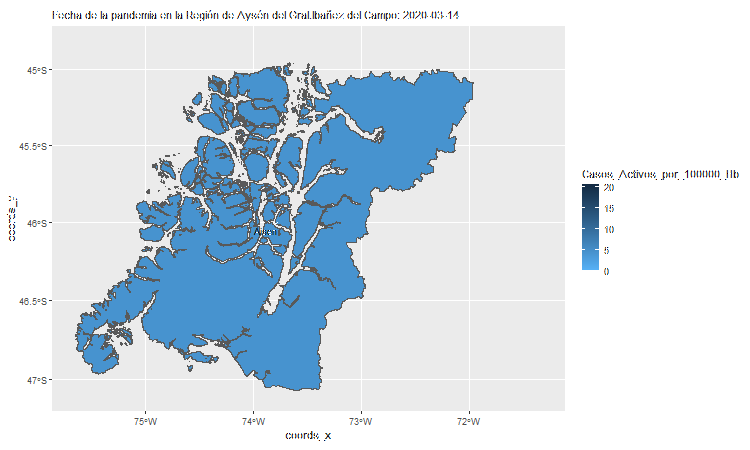 Fecha de la pandemia en la Región de Aysén del Gral.Ibañez del Campo: 2020-03-14
45°S
45.5°S
46°S
46.5°S
47°S
coords_y
Aysén
75°W
74°W
73°W
72°W
coords_x
Casos_Activos_por_100000_Hb
20
15
10
5
0